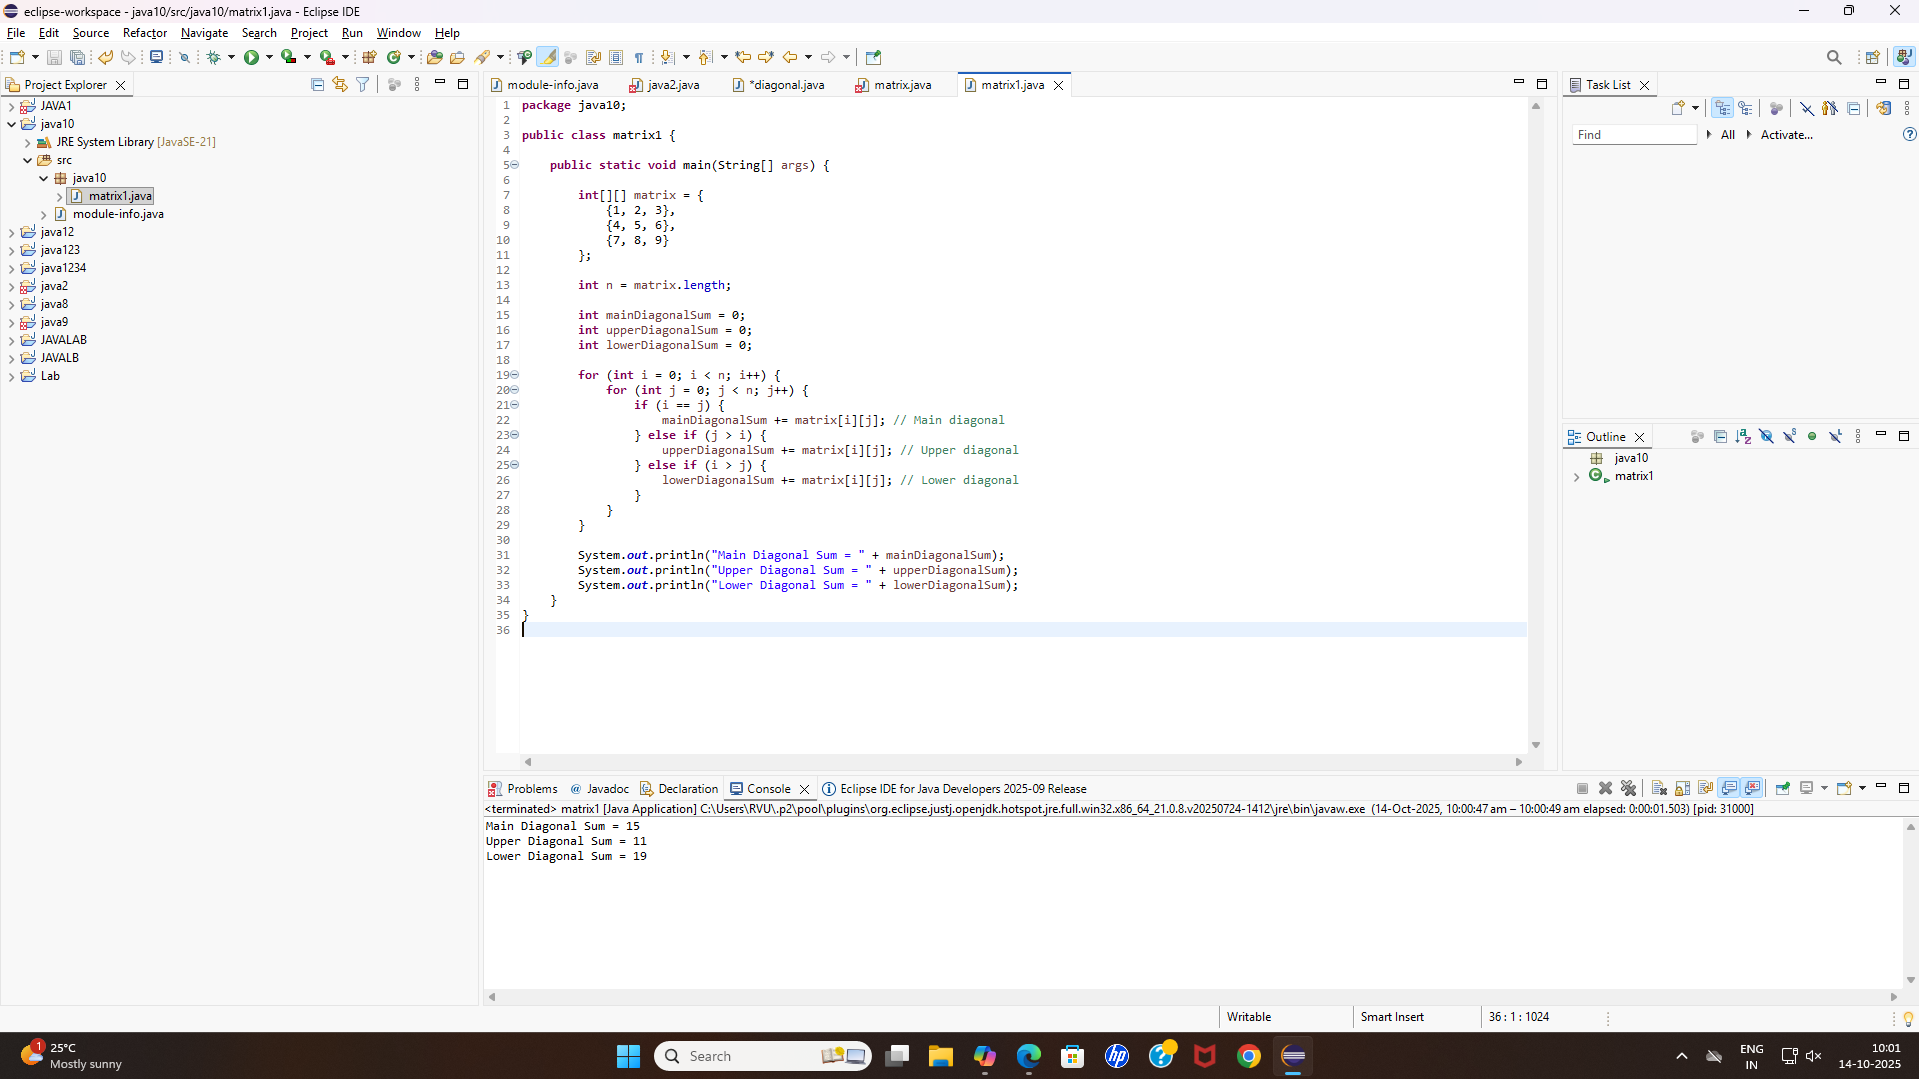 eclipse-workspace - java10/src/java10/matrix1.java - Eclipse IDE
File Edit Source Refactor Navigate Search Project Run Window Help
Project Explorer
JAVA1
java10
JRE System Library [JavaSE-21]
src
java10
matrix1.java
module-info.java
java12
java123
java1234
java2
java8
java9
JAVALAB
JAVALB
Lab
module-info.java java2.java *diagonal.java matrix.java matrix1.java
1 package java10;
2
3 public class matrix1 {
4
5 public static void main(String[] args) {
6
7 int[][] matrix = {
8 {1, 2, 3},
9 {4, 5, 6},
10 {7, 8, 9}
11 };
12
13 int n = matrix.length;
14
15 int mainDiagonalSum = 0;
16 int upperDiagonalSum = 0;
17 int lowerDiagonalSum = 0;
18
19 for (int i = 0; i < n; i++) {
20 for (int j = 0; j < n; j++) {
21 if (i == j) {
22 mainDiagonalSum += matrix[i][j]; // Main diagonal
23 } else if (j > i) {
24 upperDiagonalSum += matrix[i][j]; // Upper diagonal
25 } else if (i > j) {
26 lowerDiagonalSum += matrix[i][j]; // Lower diagonal
27 }
28 }
29 }
30
31 System.out.println("Main Diagonal Sum = " + mainDiagonalSum);
32 System.out.println("Upper Diagonal Sum = " + upperDiagonalSum);
33 System.out.println("Lower Diagonal Sum = " + lowerDiagonalSum);
34 }
35 }
36
Task List
Find All Activate...
Outline
java10
matrix1
Problems Javadoc Declaration Console Eclipse IDE for Java Developers 2025-09 Release
<terminated> matrix1 [Java Application] C:\Users\RVU\.p2\pool\plugins\org.eclipse.justj.openjdk.hotspot.jre.full.win32.x86_64_21.0.8.v20250724-1412\jre\bin\javaw.exe (14-Oct-2025, 10:00:47 am – 10:00:49 am elapsed: 0:00:01.503) [pid: 31000]
Main Diagonal Sum = 15
Upper Diagonal Sum = 11
Lower Diagonal Sum = 19
Writable Smart Insert 36 : 1 : 1024
1
25°C
Mostly sunny
Search
hp
ENG
IN
10:01
14-10-2025